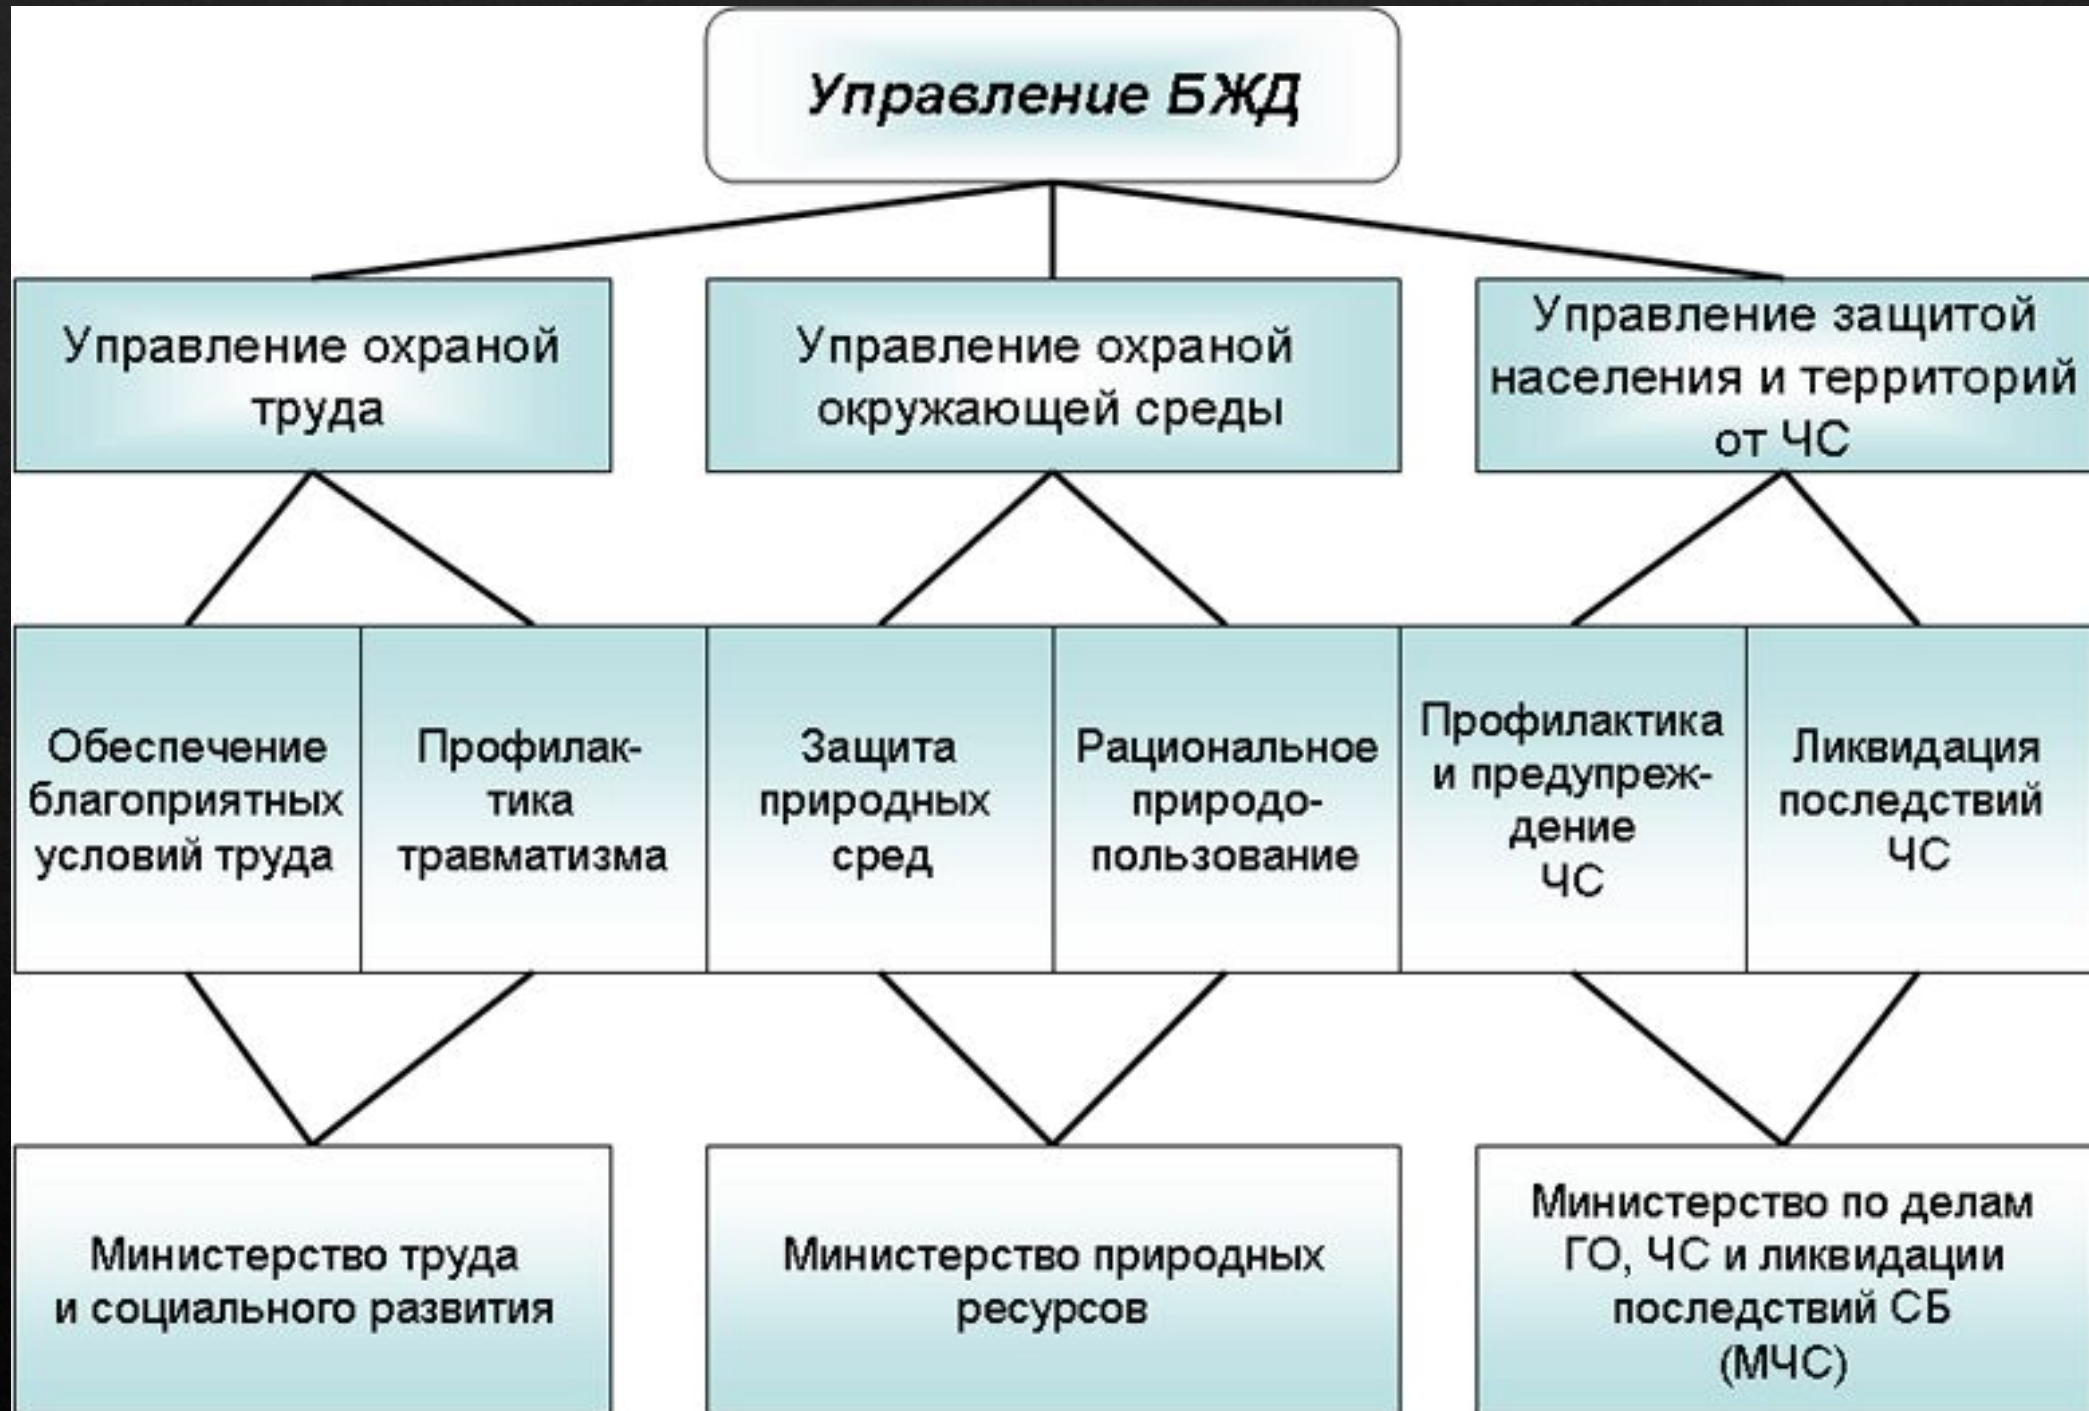 Управление БЖД
Управление охраной
труда
Управление охраной
окружающей среды
Управление защитой
населения и территорий
от ЧС
Обеспечение
благоприятных
условий труда
Профилак-
тика
травматизма
Защита
природных
сред
Рациональное
природо-
пользование
Профилактика
и предупреж-
дение
ЧС
Ликвидация
последствий
ЧС
Министерство труда
и социального развития
Министерство природных
ресурсов
Министерство по делам
ГО, ЧС и ликвидации
последствий СБ
(МЧС)